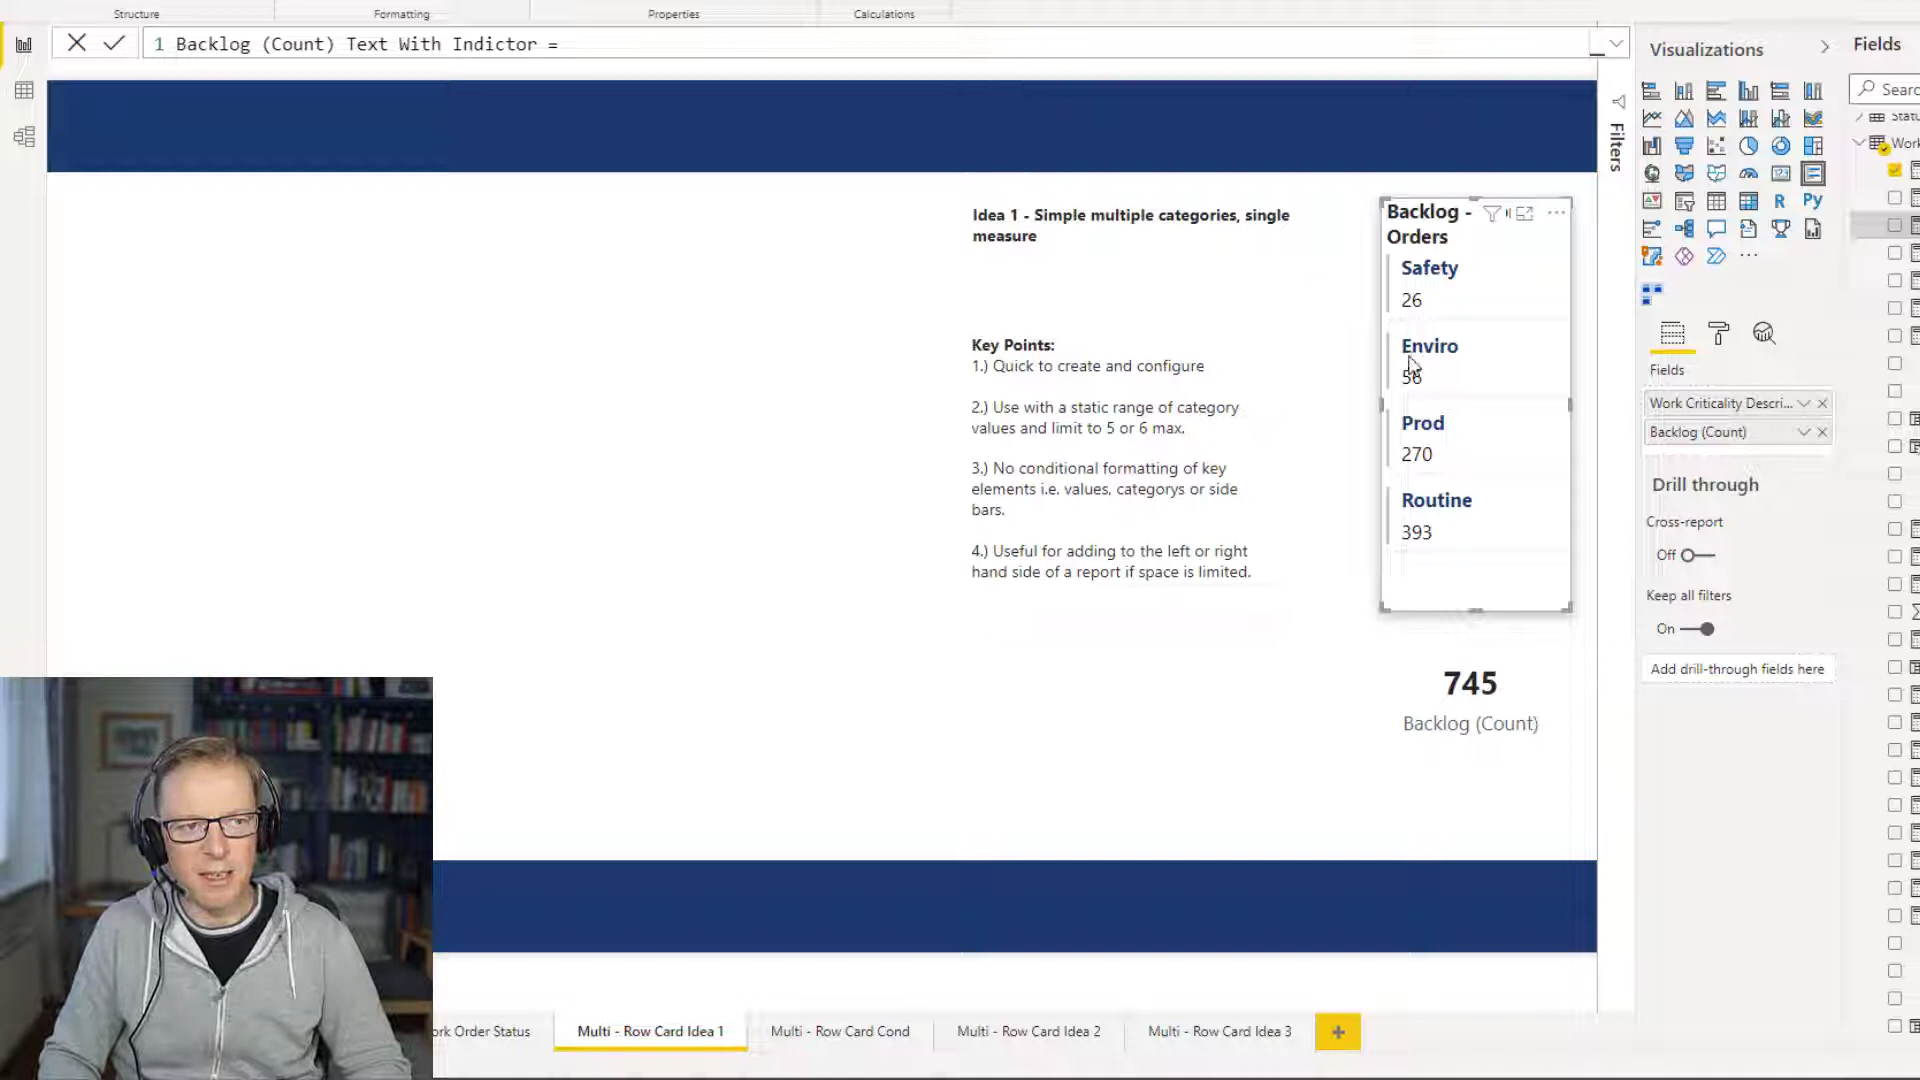 Structure
Formatting
Properties
Calculations
1 Backlog (Count) Text With Indictor =
Visualizations
Fields
Filters
Idea 1 - Simple multiple categories, single
measure
Key Points:
1.) Quick to create and configure
2.) Use with a static range of category
values and limit to 5 or 6 max.
3.) No conditional formatting of key
elements i.e. values, categorys or side
bars.
4.) Useful for adding to the left or right
hand side of a report if space is limited.
Backlog -
Orders
Safety
26
Enviro
56
Prod
270
Routine
393
745
Backlog (Count)
R
Py
Fields
Work Criticality Descri...
Backlog (Count)
Drill through
Cross-report
Off
Keep all filters
On
Add drill-through fields here
Searc
Statu
Work
rk Order Status
Multi - Row Card Idea 1
Multi - Row Card Cond
Multi - Row Card Idea 2
Multi - Row Card Idea 3
+